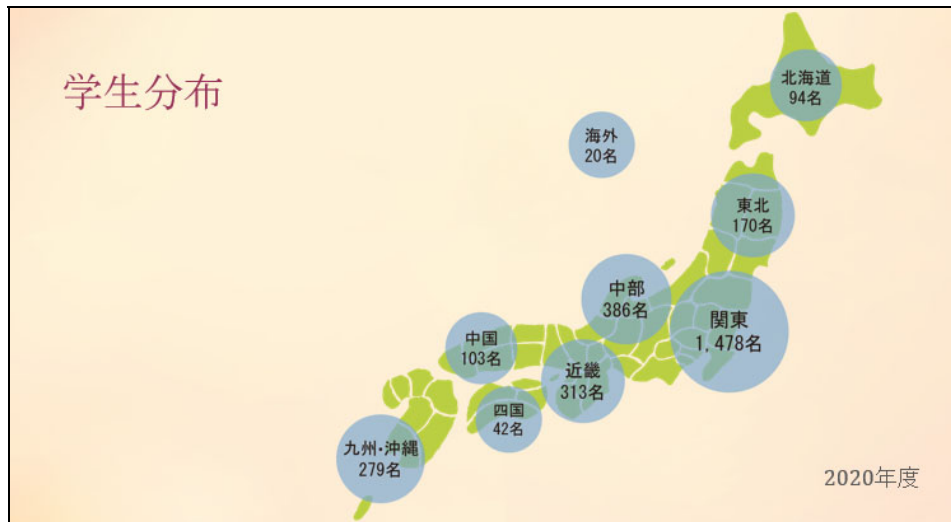 学生分布
北海道
94名
海外
20名
東北
170名
中部
386名
関東
1,478名
中国
103名
近畿
313名
四国
42名
九州・沖縄
279名
2020年度